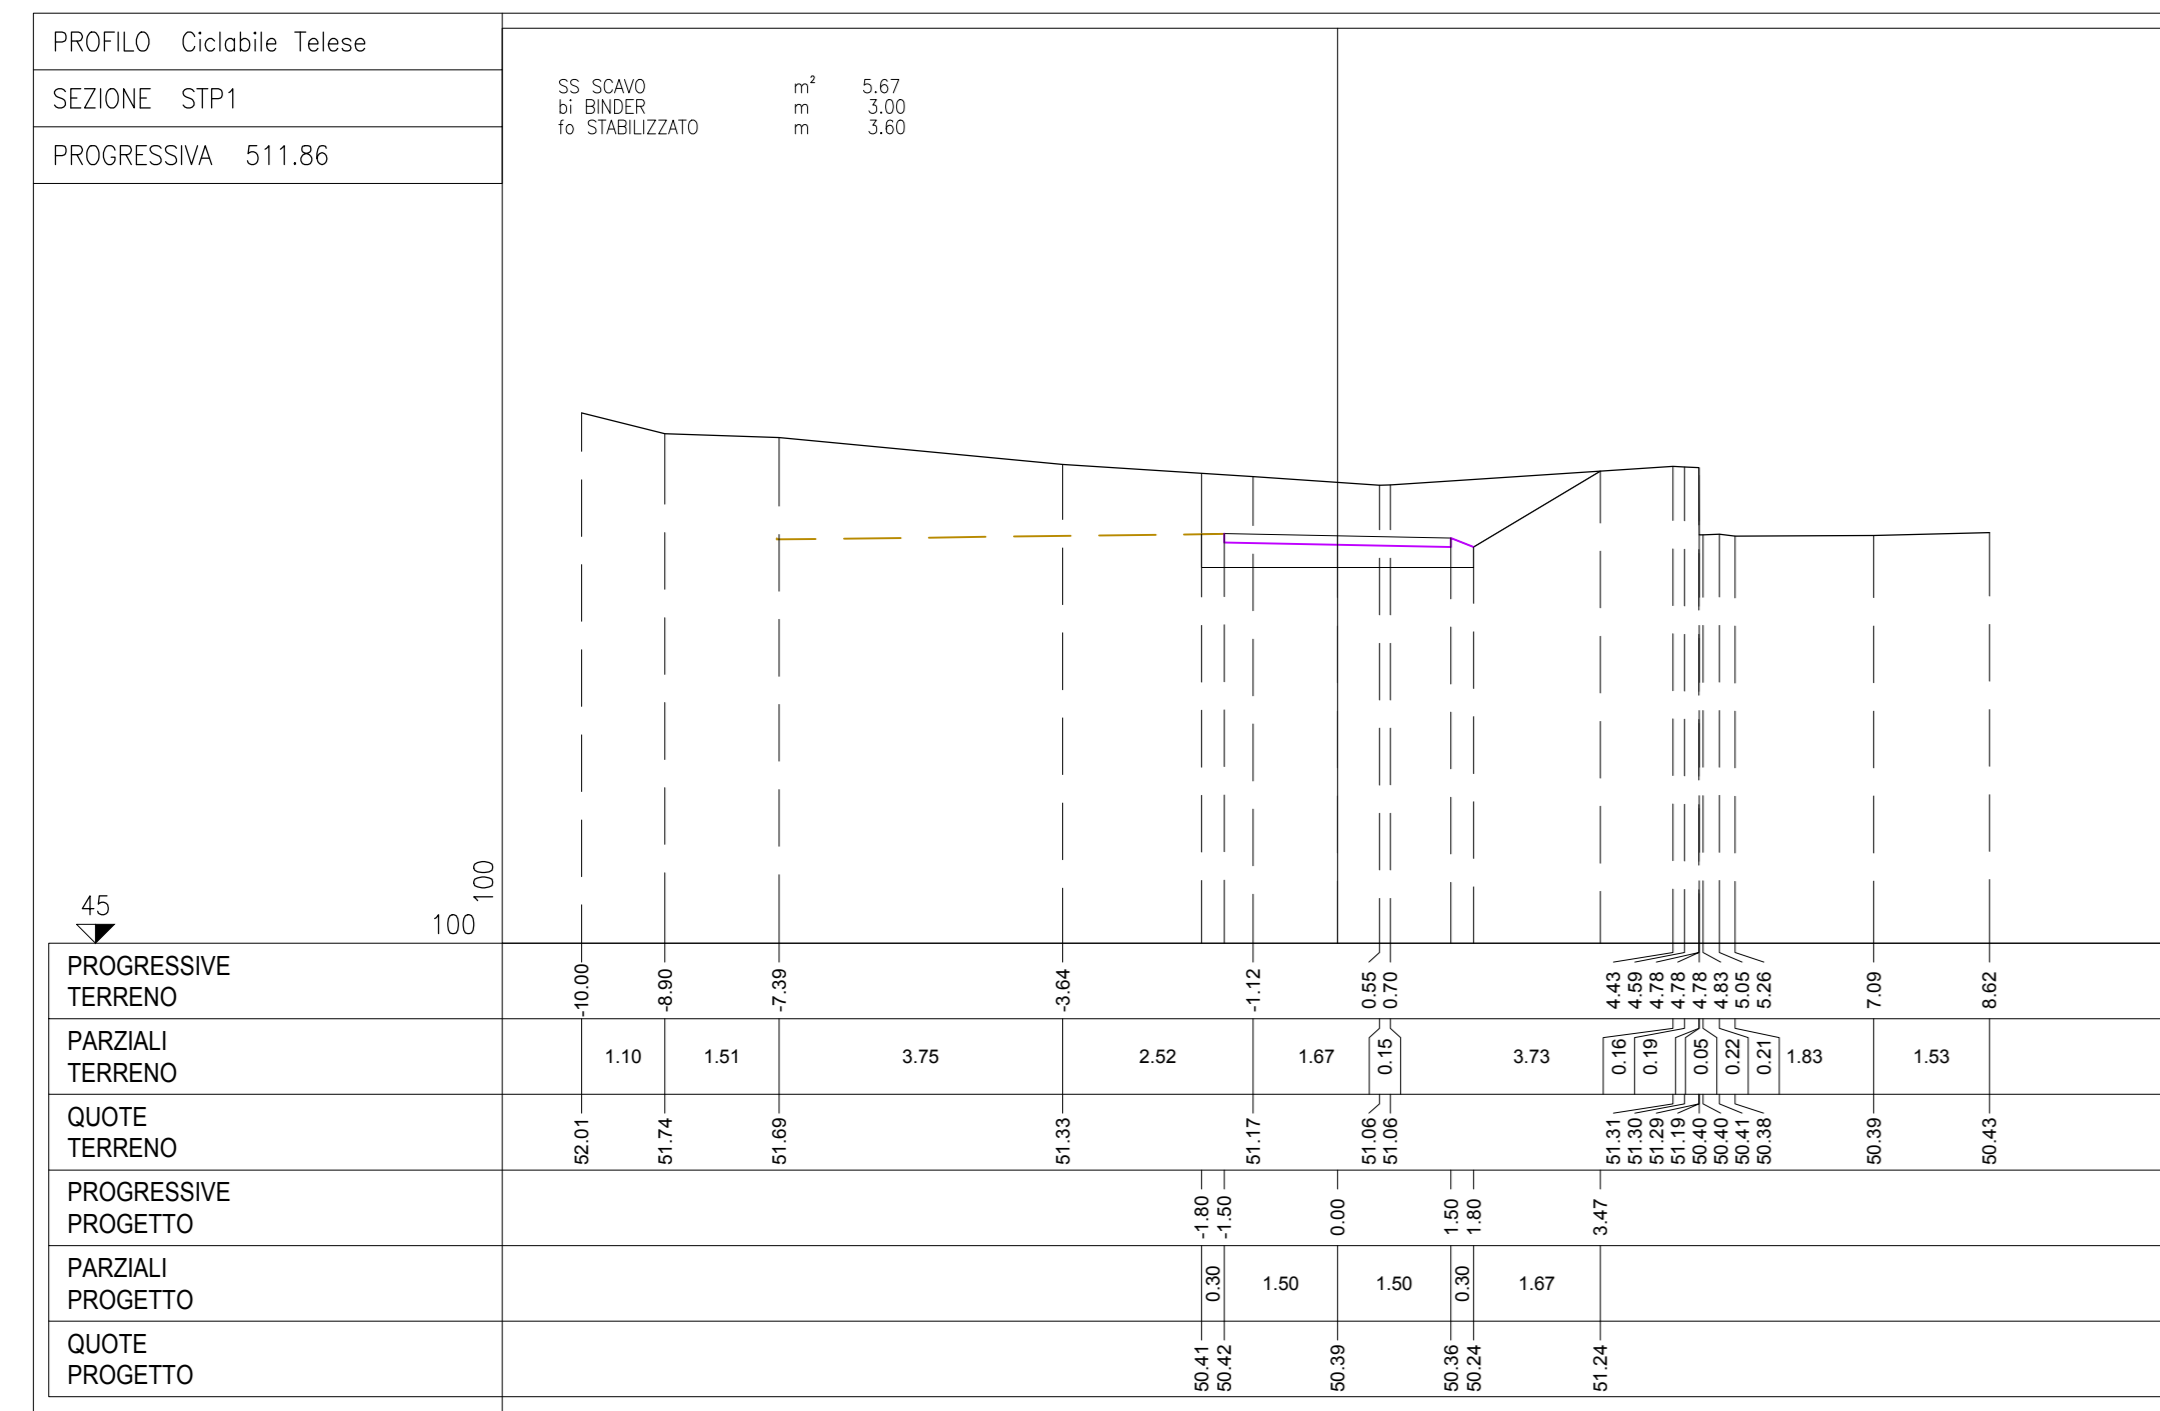 PROFILO Ciclabile Telese
SEZIONE STP1
PROGRESSIVA 511.86
SS SCAVO m² 5.67
bi BINDER m 3.00
fo STABILIZZATO m 3.60
100
45
100
PROGRESSIVE
TERRENO
-10.00 -8.90 -7.39 -3.64 -1.12 0.55 0.70 4.43 4.59 4.78 4.78 4.78 4.83 5.05 5.26 7.09 8.62
PARZIALI
TERRENO
1.10 1.51 3.75 2.52 1.67 0.15 3.73 0.16 0.19 0.05 0.22 0.21 1.83 1.53
QUOTE
TERRENO
52.01 51.74 51.69 51.33 51.17 51.06 51.06 51.31 51.30 51.29 51.19 50.40 50.40 50.41 50.38 50.39 50.43
PROGRESSIVE
PROGETTO
-1.80 -1.50 0.00 1.50 1.80 3.47
PARZIALI
PROGETTO
0.30 1.50 1.50 0.30 1.67
QUOTE
PROGETTO
50.41 50.42 50.39 50.36 50.24 51.24